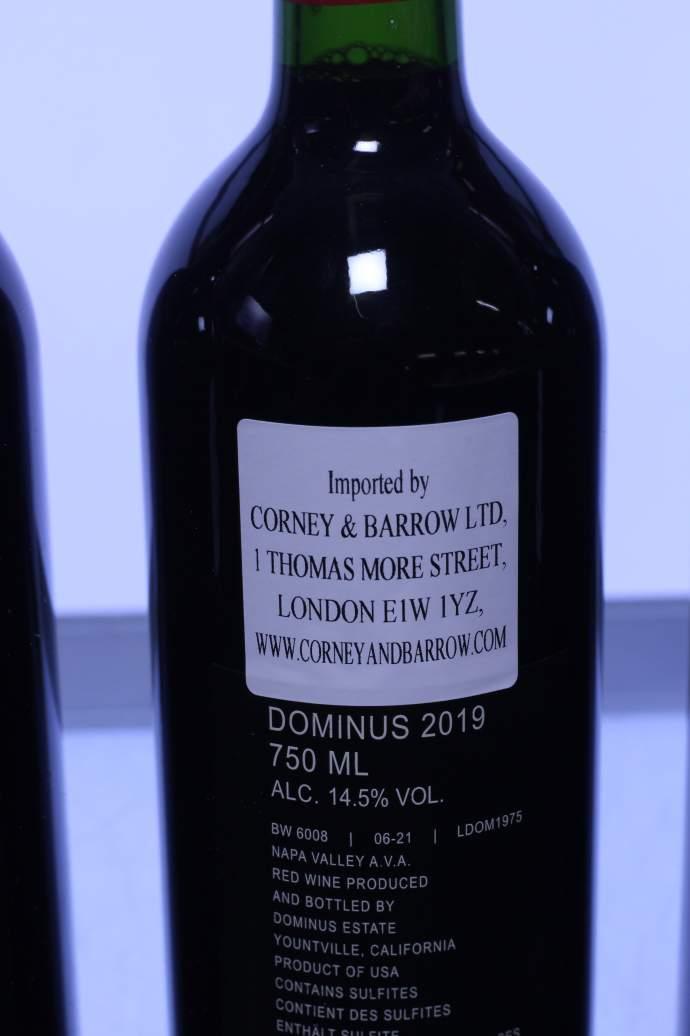 Imported by
CORNEY & BARROW LTD,
1 THOMAS MORE STREET,
LONDON E1W 1YZ,
WWW.CORNEYANDBARROW.COM
DOMINUS 2019
750 ML
ALC. 14.5% VOL.
BW 6008 | 06-21 | LDOM1975
NAPA VALLEY A.V.A.
RED WINE PRODUCED
AND BOTTLED BY
DOMINUS ESTATE
YOUNTVILLE, CALIFORNIA
PRODUCT OF USA
CONTAINS SULFITES
CONTIENT DES SULFITES
ENTHÄLT SULFITE